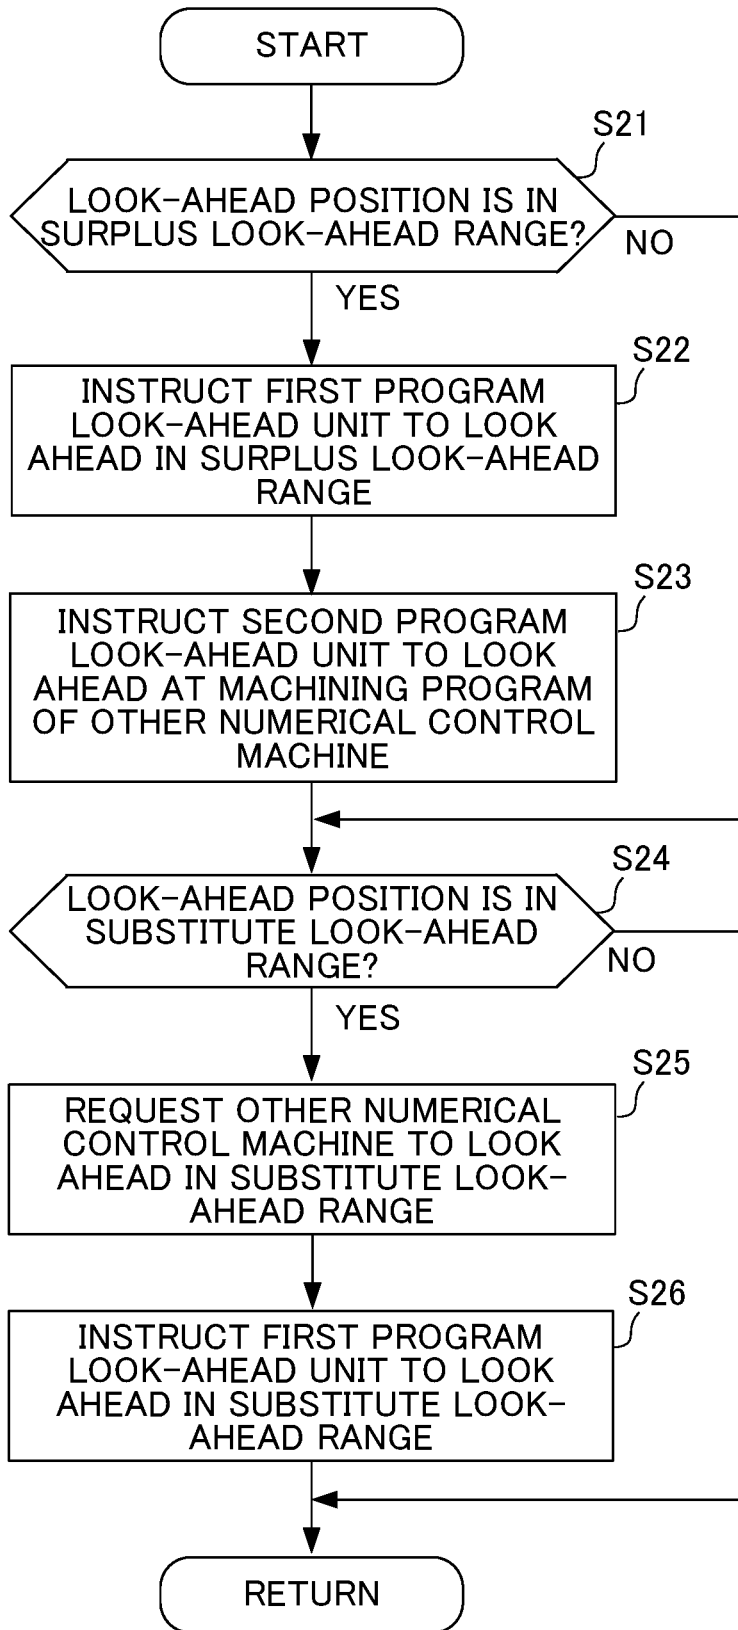 START
S21
LOOK-AHEAD POSITION IS IN
SURPLUS LOOK-AHEAD RANGE?
NO
YES
S22
INSTRUCT FIRST PROGRAM
LOOK-AHEAD UNIT TO LOOK
AHEAD IN SURPLUS LOOK-AHEAD
RANGE
S23
INSTRUCT SECOND PROGRAM
LOOK-AHEAD UNIT TO LOOK
AHEAD AT MACHINING PROGRAM
OF OTHER NUMERICAL CONTROL
MACHINE
S24
LOOK-AHEAD POSITION IS IN
SUBSTITUTE LOOK-AHEAD
RANGE?
NO
YES
S25
REQUEST OTHER NUMERICAL
CONTROL MACHINE TO LOOK
AHEAD IN SUBSTITUTE LOOK-
AHEAD RANGE
S26
INSTRUCT FIRST PROGRAM
LOOK-AHEAD UNIT TO LOOK
AHEAD IN SUBSTITUTE LOOK-
AHEAD RANGE
RETURN